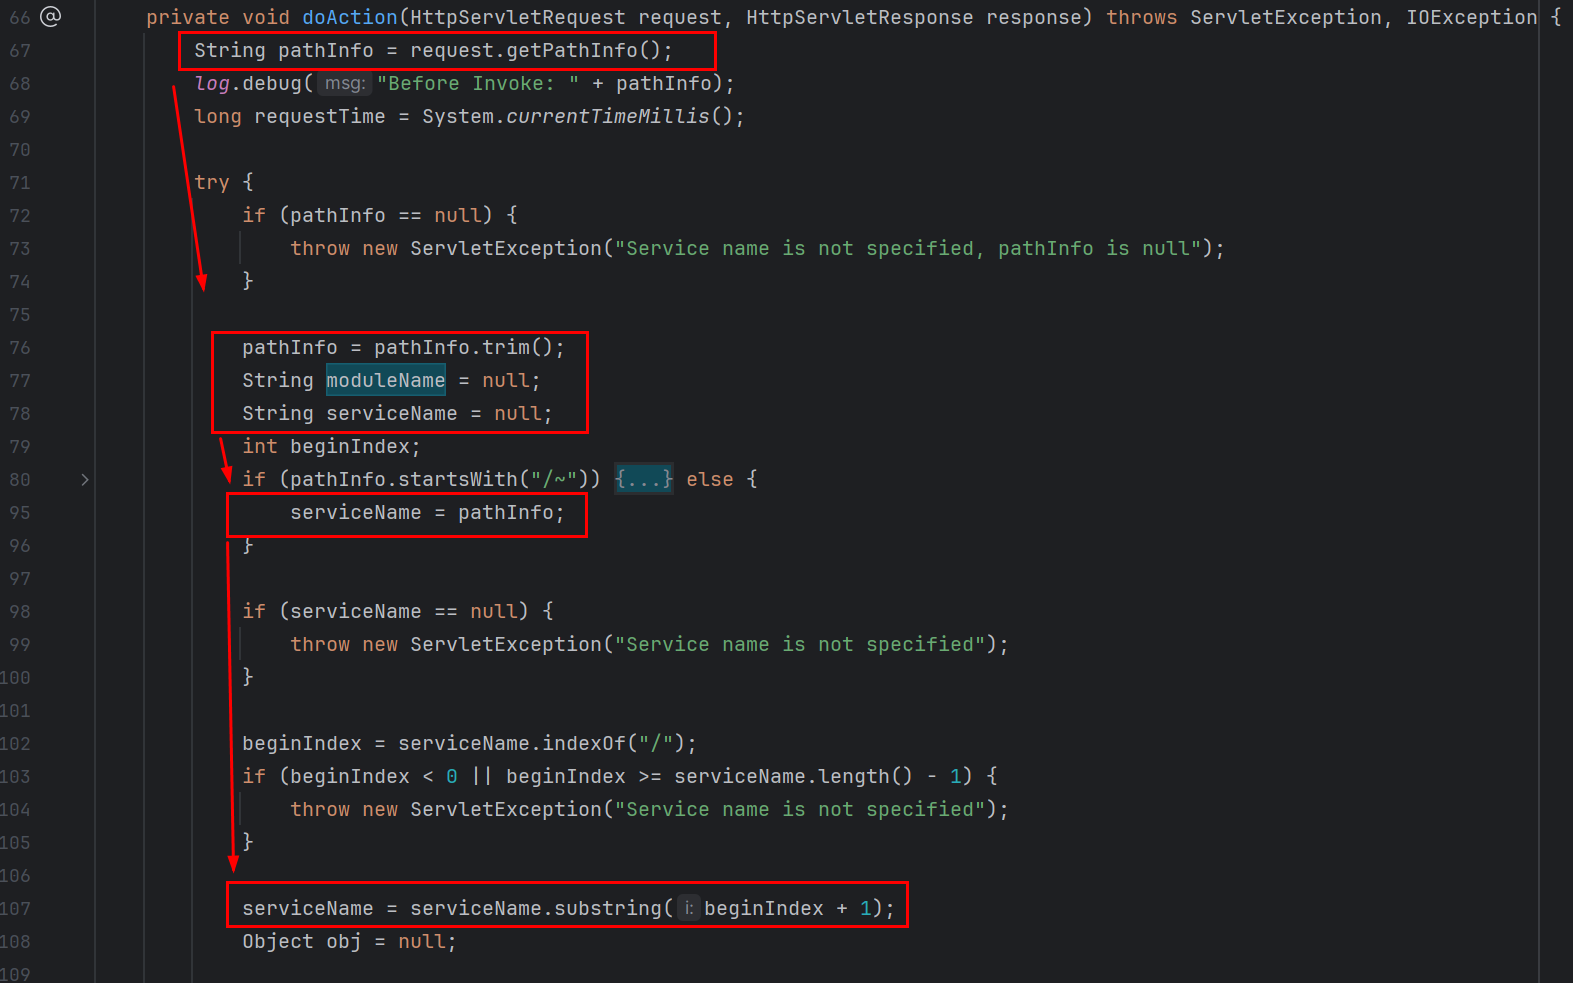 66 @ private void doAction(HttpServletRequest request, HttpServletResponse response) throws ServletException, IOException {
67 String pathInfo = request.getPathInfo();
68 log.debug( msg: "Before Invoke: " + pathInfo);
69 long requestTime = System.currentTimeMillis();
70
71 try {
72 if (pathInfo == null) {
73 throw new ServletException("Service name is not specified, pathInfo is null");
74 }
75
76 pathInfo = pathInfo.trim();
77 String moduleName = null;
78 String serviceName = null;
79 int beginIndex;
80 if (pathInfo.startsWith("/~")) {...} else {
95 serviceName = pathInfo;
96 }
97
98 if (serviceName == null) {
99 throw new ServletException("Service name is not specified");
100 }
101
102 beginIndex = serviceName.indexOf("/");
103 if (beginIndex < 0 || beginIndex >= serviceName.length() - 1) {
104 throw new ServletException("Service name is not specified");
105 }
106
107 serviceName = serviceName.substring( i: beginIndex + 1);
108 Object obj = null;
109